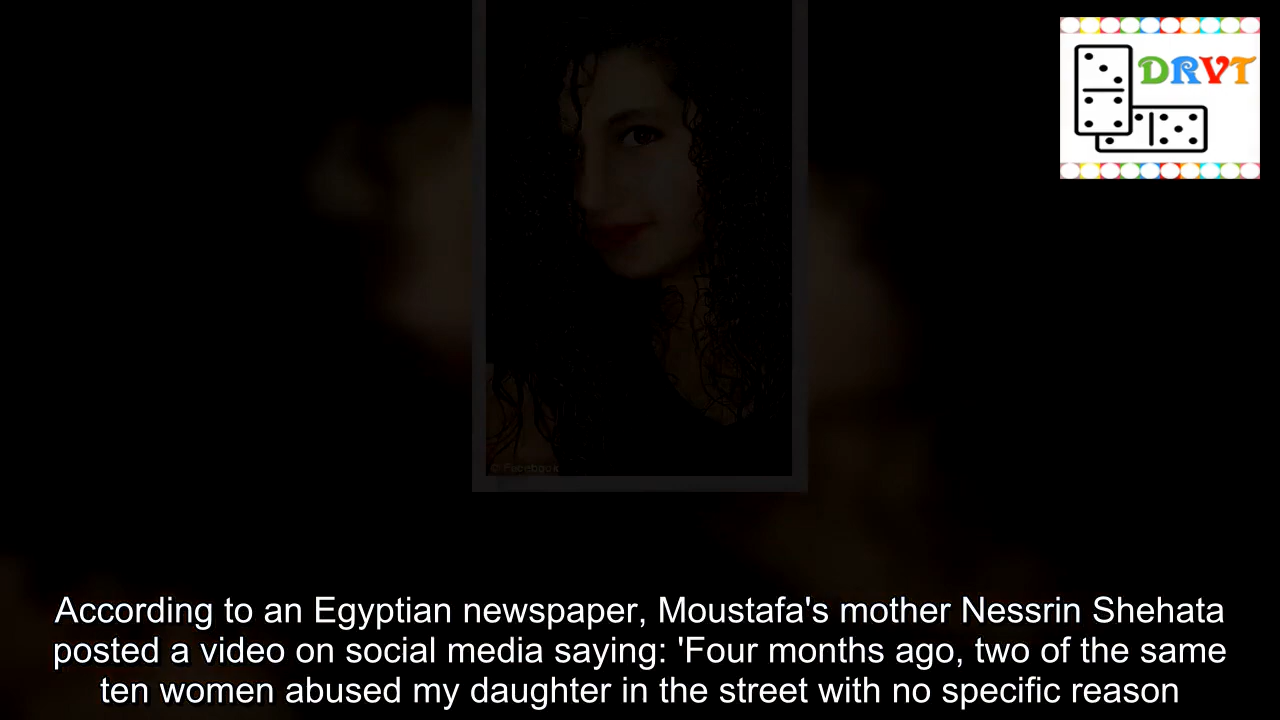 DRVT
© Facebook
According to an Egyptian newspaper, Moustafa's mother Nessrin Shehata
posted a video on social media saying: 'Four months ago, two of the same
ten women abused my daughter in the street with no specific reason